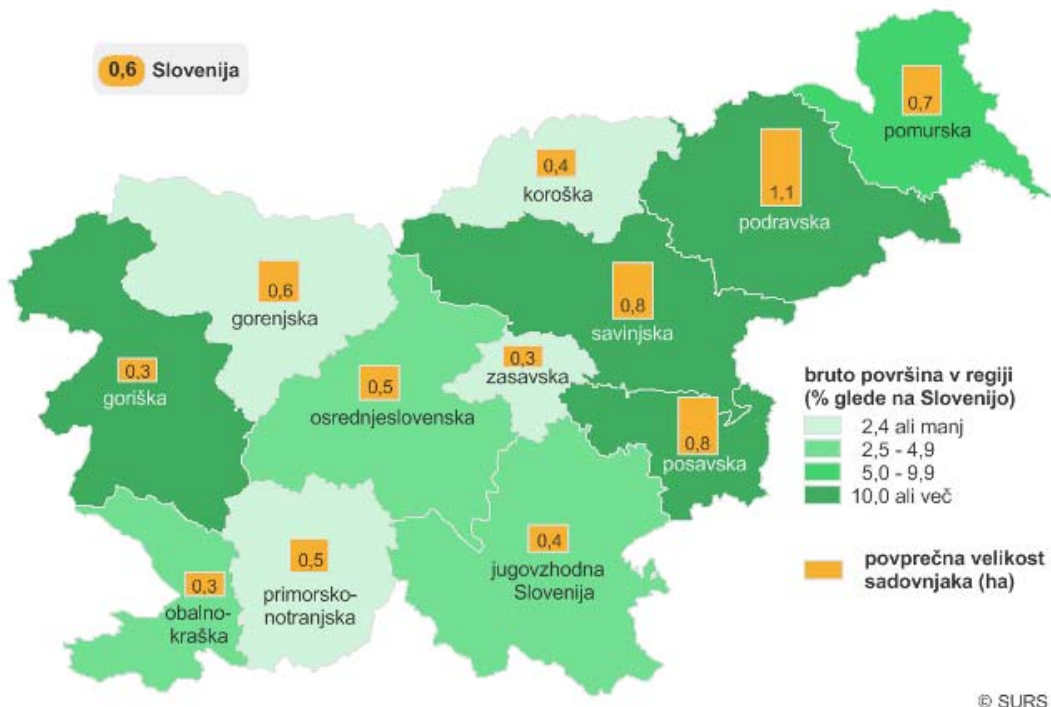 0,6 Slovenija
0,7
pomurska
0,4
koroška
1,1
podravska
0,6
gorenjska
0,8
savinjska
0,3
goriška
0,5
osrednjeslovenska
0,3
zasavska
0,8
posavska
0,4
jugovzhodna
Slovenija
0,5
primorsko-
notranjska
0,3
obalno-
kraška
bruto površina v regiji
(% glede na Slovenijo)
2,4 ali manj
2,5 - 4,9
5,0 - 9,9
10,0 ali več
povprečna velikost
sadovnjaka (ha)
© SURS